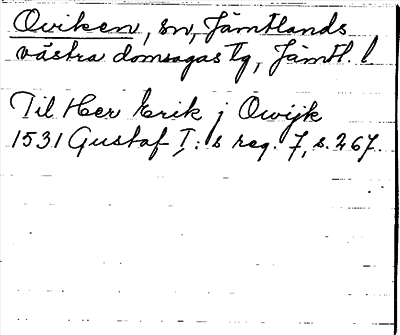 Oviken, sn, Jämtlands
västra domsagas tg, Jämtl. l
Til Her Erik j Owijk
1531 Gustaf I:s reg. 7, s. 267.